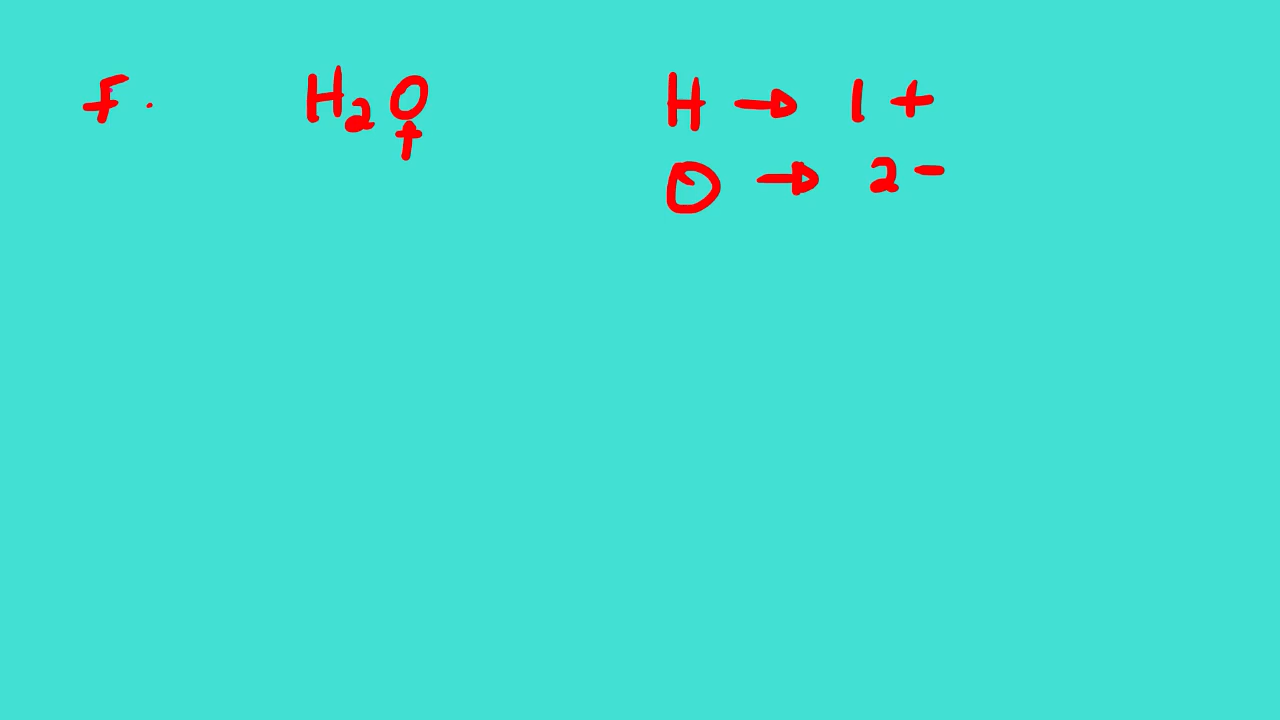 F. H₂O H → 1 +
O → 2 -